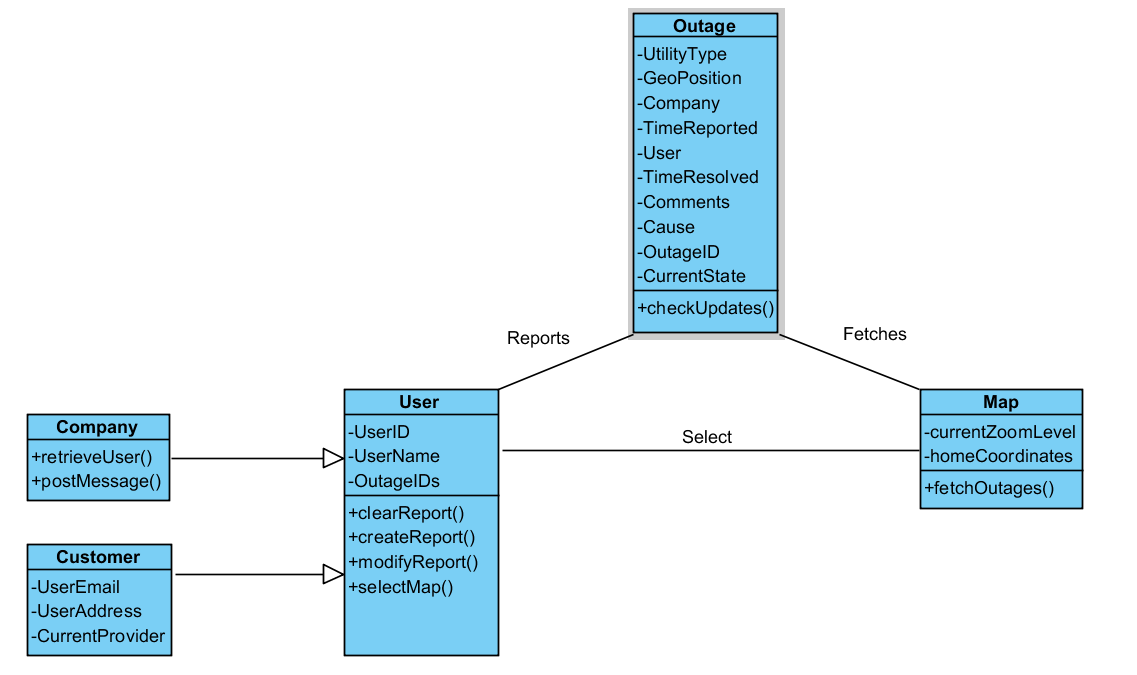 Outage
-UtilityType
-GeoPosition
-Company
-TimeReported
-User
-TimeResolved
-Comments
-Cause
-OutageID
-CurrentState
+checkUpdates()
Reports
Fetches
User
-UserID
-UserName
-OutageIDs
+clearReport()
+createReport()
+modifyReport()
+selectMap()
Select
Map
-currentZoomLevel
-homeCoordinates
+fetchOutages()
Company
+retrieveUser()
+postMessage()
Customer
-UserEmail
-UserAddress
-CurrentProvider